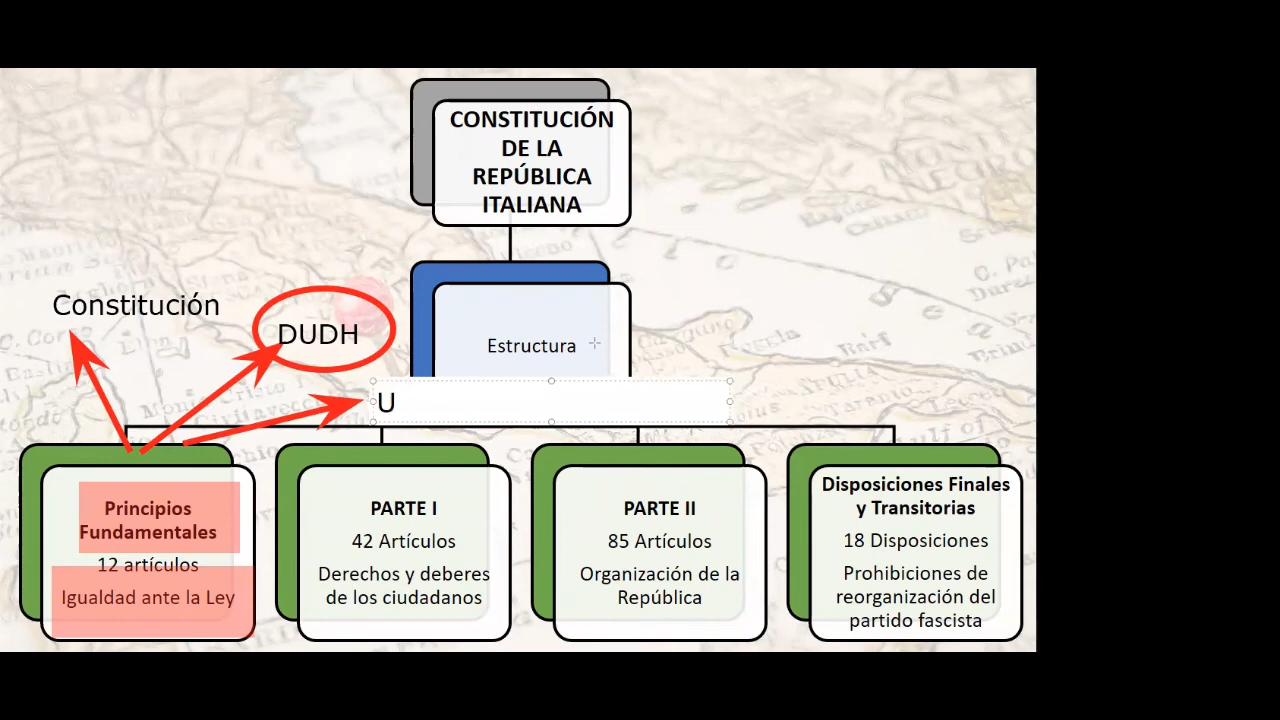 CONSTITUCIÓN
DE LA
REPÚBLICA
ITALIANA
Constitución
DUDH
Estructura
U
Principios
Fundamentales
12 artículos
Igualdad ante la Ley
PARTE I
42 Artículos
Derechos y deberes
de los ciudadanos
PARTE II
85 Artículos
Organización de la
República
Disposiciones Finales
y Transitorias
18 Disposiciones
Prohibiciones de
reorganización del
partido fascista